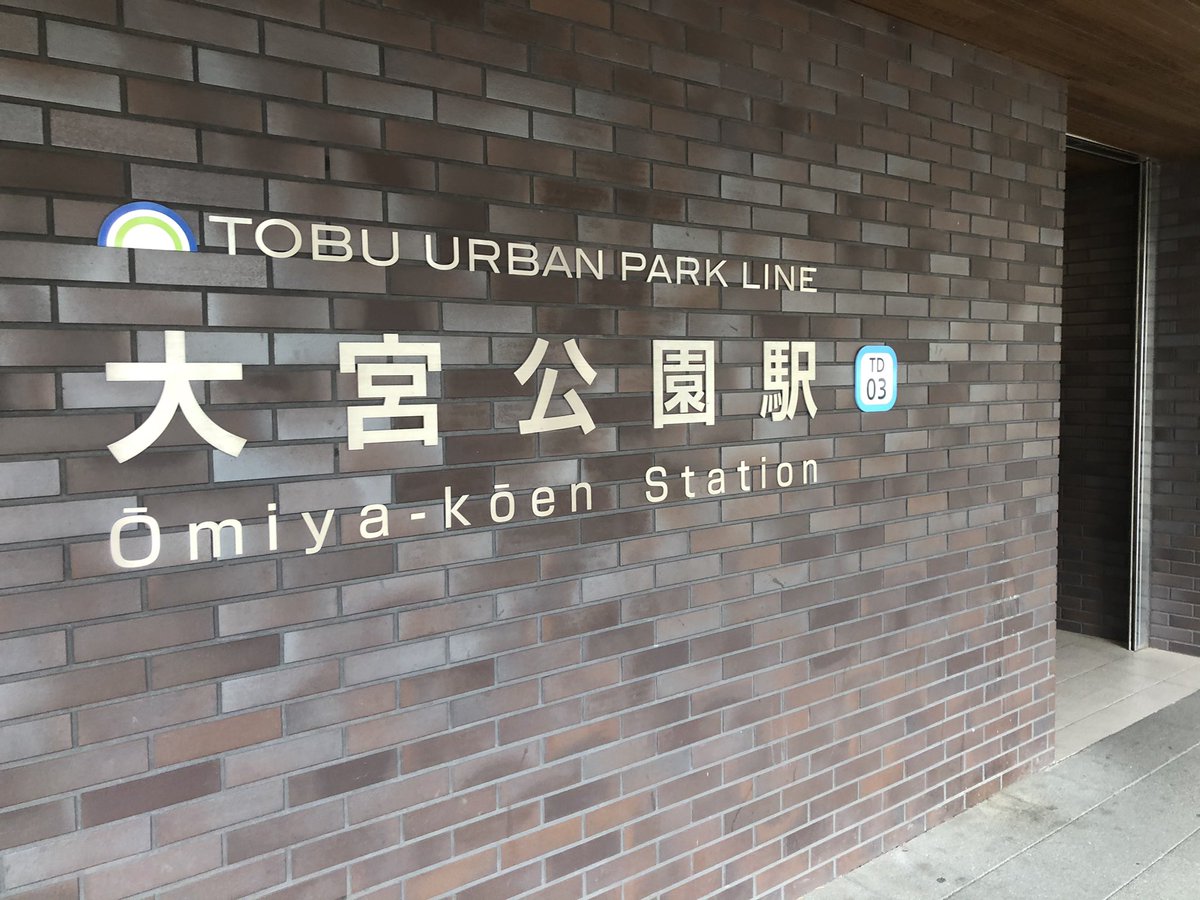 TOBU URBAN PARK LINE
大宮公園駅
TD
03
Ōmiya-kōen Station